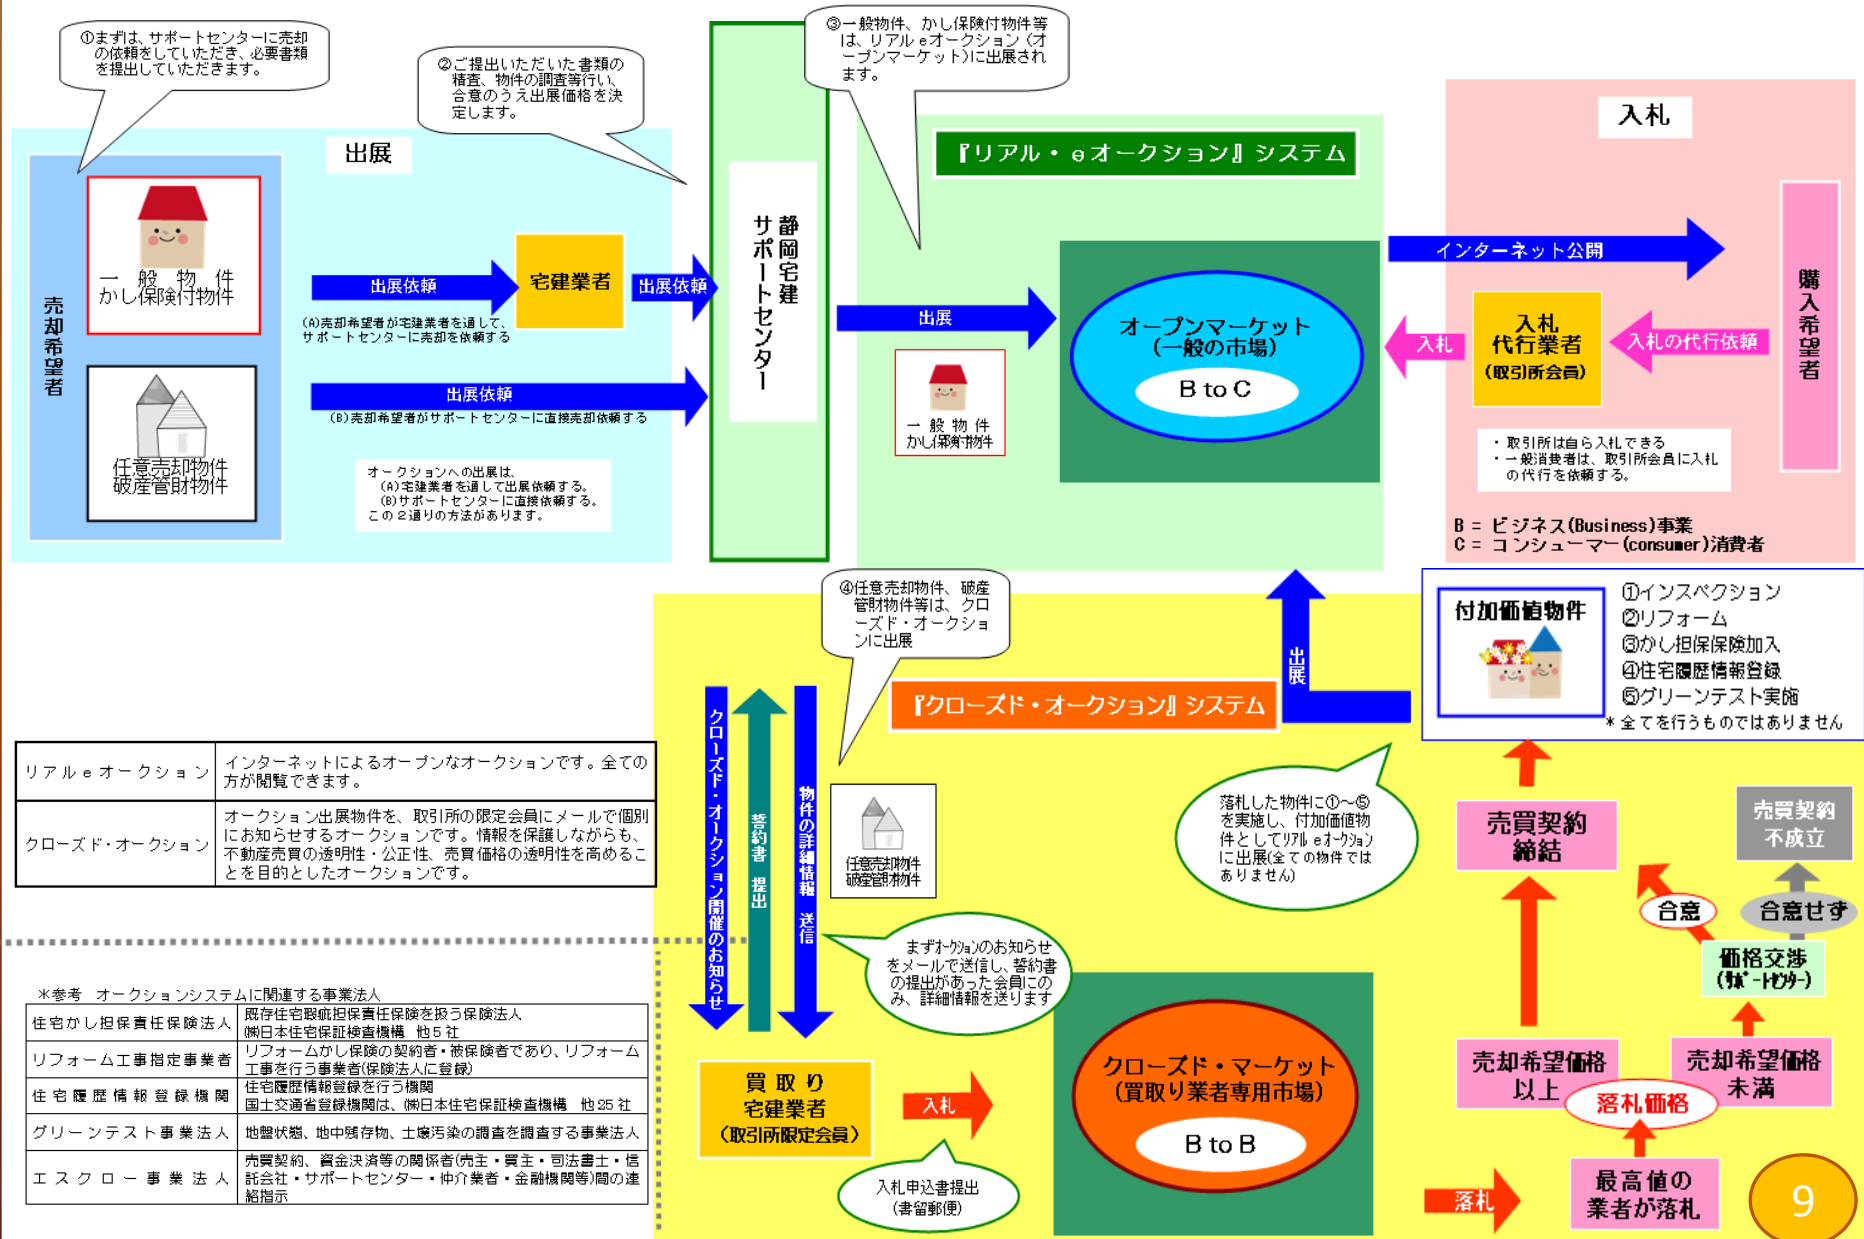 ①まずは、サポートセンターに売却
の依頼をしていただき、必要書類
を提出していただきます。
②ご提出いただいた書類の
精査、物件の調査等行い、
合意のうえ出展価格を決
定します。
③一般物件、かし保険付物件等
は、リアルeオークション（オ
ープンマーケット）に出展され
ます。
出展
売却希望者
一般物件
かし保険付物件
任意売却物件
破産管財物件
出展依頼
宅建業者
出展依頼
(A)売却希望者が宅建業者を通して、
サポートセンターに売却を依頼する
出展依頼
(B)売却希望者がサポートセンターに直接売却依頼する
オークションへの出展は、
(A)宅建業者を通して出展依頼する。
(B)サポートセンターに直接依頼する。
この２通りの方法があります。
静岡宅建
サポートセンター
『リアル・eオークション』システム
出展
一般物件
かし保険付物件
オープンマーケット
（一般の市場）
B to C
入札
インターネット公開
入札
入札
代行業者
（取引所会員）
入札の代行依頼
購入希望者
・取引所は自ら入札できる
・一般消費者は、取引所会員に入札
の代行を依頼する。
B = ビジネス(Business)事業
C = コンシューマー(consumer)消費者
④任意売却物件、破産
管財物件等は、クロ
ーズド・オークショ
ンに出展
『クローズド・オークション』システム
出展
付加価値物件
①インスペクション
②リフォーム
③かし担保保険加入
④住宅履歴情報登録
⑤グリーンテスト実施
＊全てを行うものではありません
リアルeオークション
インターネットによるオープンなオークションです。全ての
方が閲覧できます。
クローズド・オークション
オークション出展物件を、取引所の限定会員にメールで個別
にお知らせするオークションです。情報を保護しながらも、
不動産売買の透明性・公正性、売買価格の透明性を高めるこ
とを目的としたオークションです。
クローズド・オークション開催のお知らせ
誓約書 提出
物件の詳細情報 送信
任意売却物件
破産管財物件
まずオークションのお知らせ
をメールで送信し、誓約書
の提出があった会員にの
み、詳細情報を送ります
落札した物件に①～⑤
を実施し、付加価値物
件としてリアルeオークション
に出展(全ての物件では
ありません)
売買契約
締結
売買契約
不成立
合意
合意せず
価格交渉
(サポートセンター)
売却希望価格
以上
売却希望価格
未満
落札価格
最高値の
業者が落札
落札
買取り
宅建業者
（取引所限定会員）
入札
入札申込書提出
(書留郵便)
クローズド・マーケット
（買取り業者専用市場）
B to B
※参考 オークションシステムに関連する事業法人
住宅かし担保責任保険法人
既存住宅瑕疵担保責任保険を扱う保険法人
㈱日本住宅保証検査機構 他5社
リフォーム工事指定事業者
リフォームかし保険の契約者・被保険者であり、リフォーム
工事を行う事業者(保険法人に登録)
住宅履歴情報登録機関
住宅履歴情報登録を行う機関
国土交通省登録機関は、㈱日本住宅保証検査機構 他25社
グリーンテスト事業法人
地盤状態、地中残存物、土壌汚染の調査を調査する事業法人
エスクロー事業法人
売買契約、資金決済等の関係者(売主・買主・司法書士・信
託会社・サポートセンター・仲介業者・金融機関等)間の連
絡指示
9